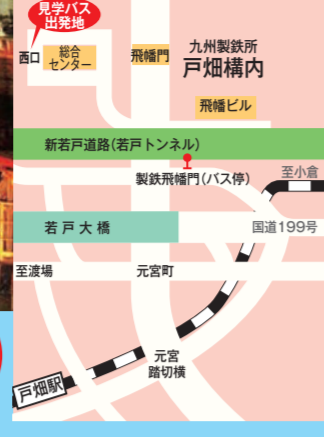 見学バス
出発地
西口
総合
センター
飛幡門
九州製鉄所
戸畑構内
飛幡ビル
新若戸道路(若戸トンネル)
製鉄飛幡門(バス停)
至小倉
若戸大橋
国道199号
至渡場
元宮町
元宮
踏切横
戸畑駅